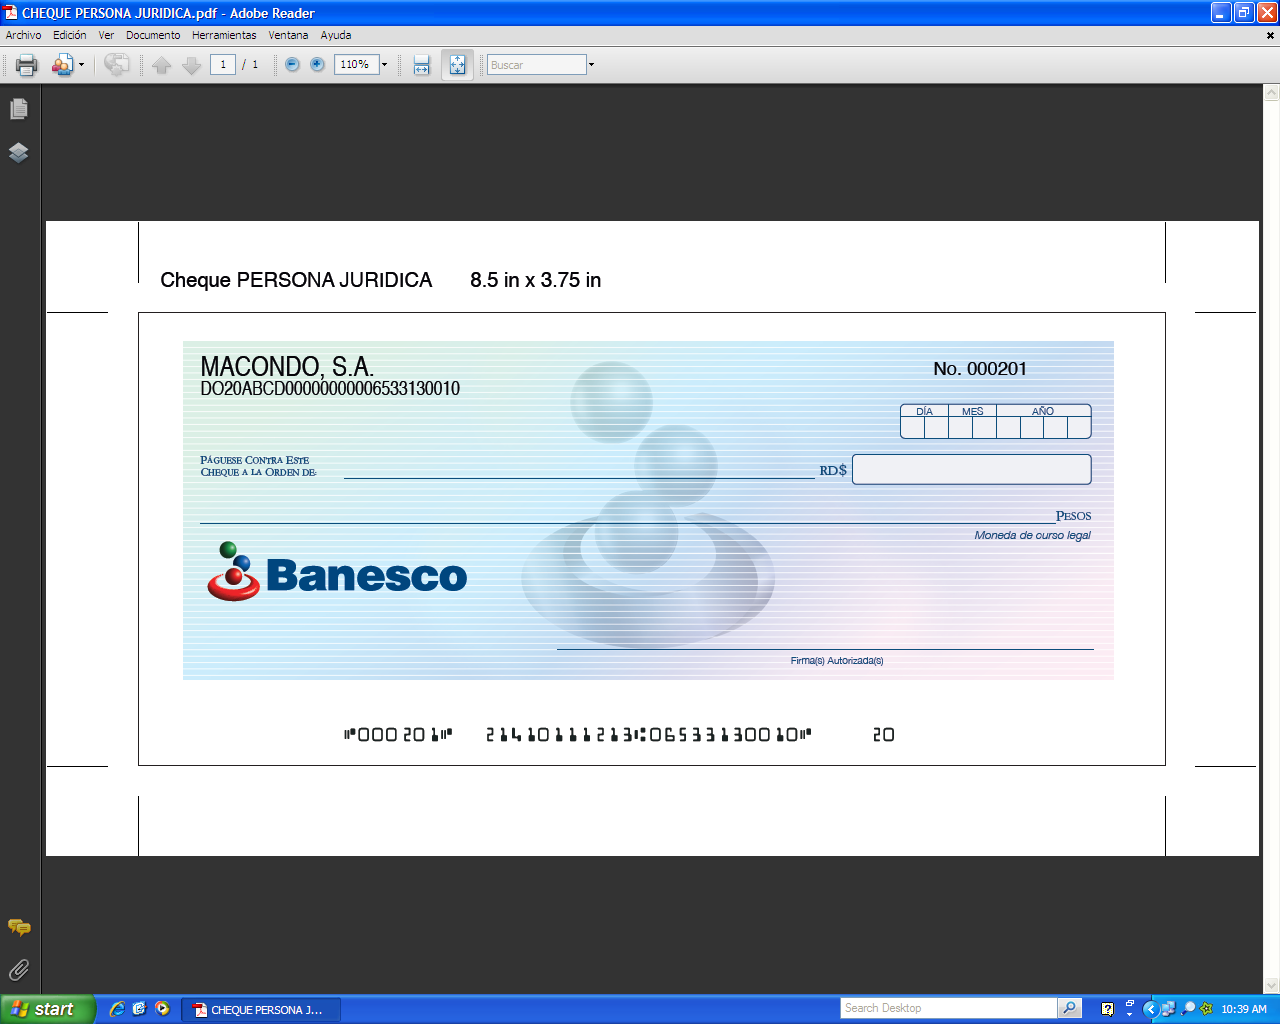 CHEQUE PERSONA JURIDICA.pdf - Adobe Reader
Archivo Edición Ver Documento Herramientas Ventana Ayuda
1 / 1 110% Buscar
Cheque PERSONA JURIDICA 8.5 in x 3.75 in
MACONDO, S.A.
DO20ABCD00000000006533130010
No. 000201
DÍA MES AÑO
PÁGUESE CONTRA ESTE
CHEQUE A LA ORDEN DE:
RD$
PESOS
Moneda de curso legal
Banesco
Firma(s) Autorizada(s)
⑈000201⑈ 21410111213⑆06533130010⑈ 20
start CHEQUE PERSONA J... Search Desktop 10:39 AM